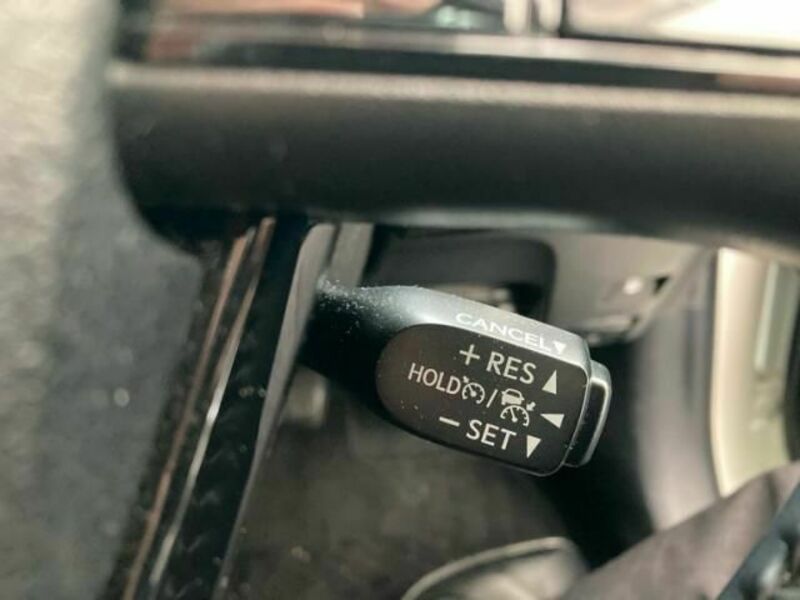 CANCEL▼
+ RES ▲
HOLD /
− SET ▼